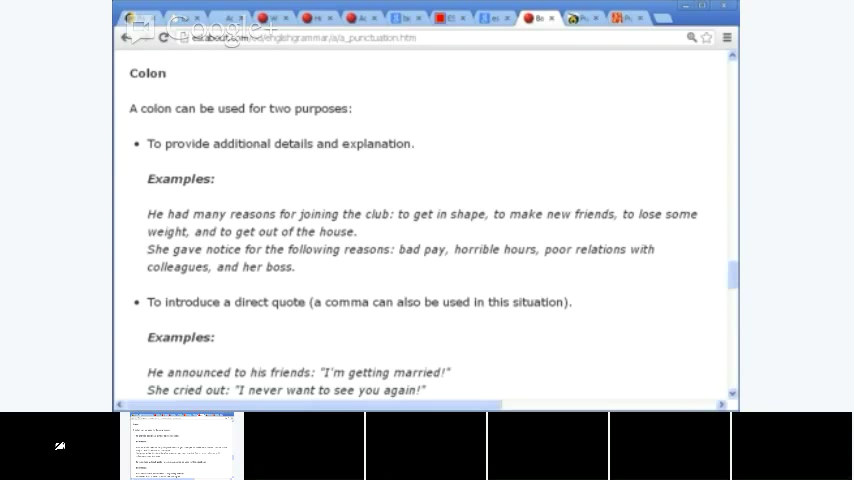 Google+
Colon
A colon can be used for two purposes:
• To provide additional details and explanation.
Examples:
He had many reasons for joining the club: to get in shape, to make new friends, to lose some
weight, and to get out of the house.
She gave notice for the following reasons: bad pay, horrible hours, poor relations with
colleagues, and her boss.
• To introduce a direct quote (a comma can also be used in this situation).
Examples:
He announced to his friends: "I'm getting married!"
She cried out: "I never want to see you again!"